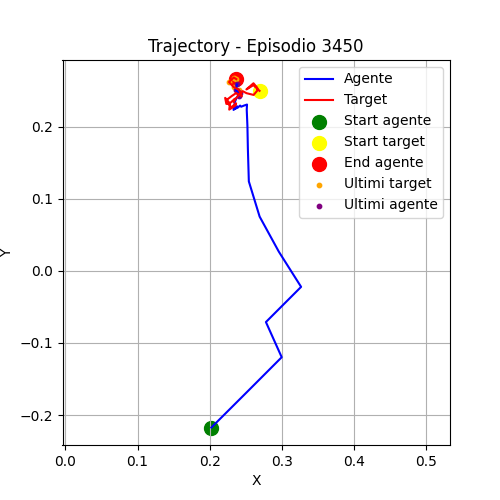 Trajectory - Episodio 3450
Agente
Target
Start agente
Start target
End agente
Ultimi target
Ultimi agente
Y
0.2
0.1
0.0
−0.1
−0.2
0.0 0.1 0.2 0.3 0.4 0.5
X